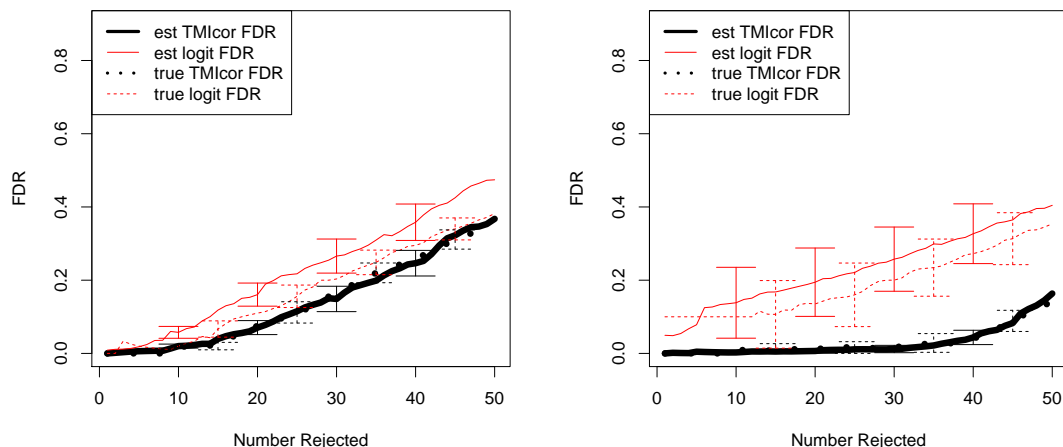 est TMIcor FDR
est logit FDR
true TMIcor FDR
true logit FDR
FDR
0.0
0.2
0.4
0.6
0.8
0
10
20
30
40
50
Number Rejected
est TMIcor FDR
est logit FDR
true TMIcor FDR
true logit FDR
FDR
0.0
0.2
0.4
0.6
0.8
0
10
20
30
40
50
Number Rejected